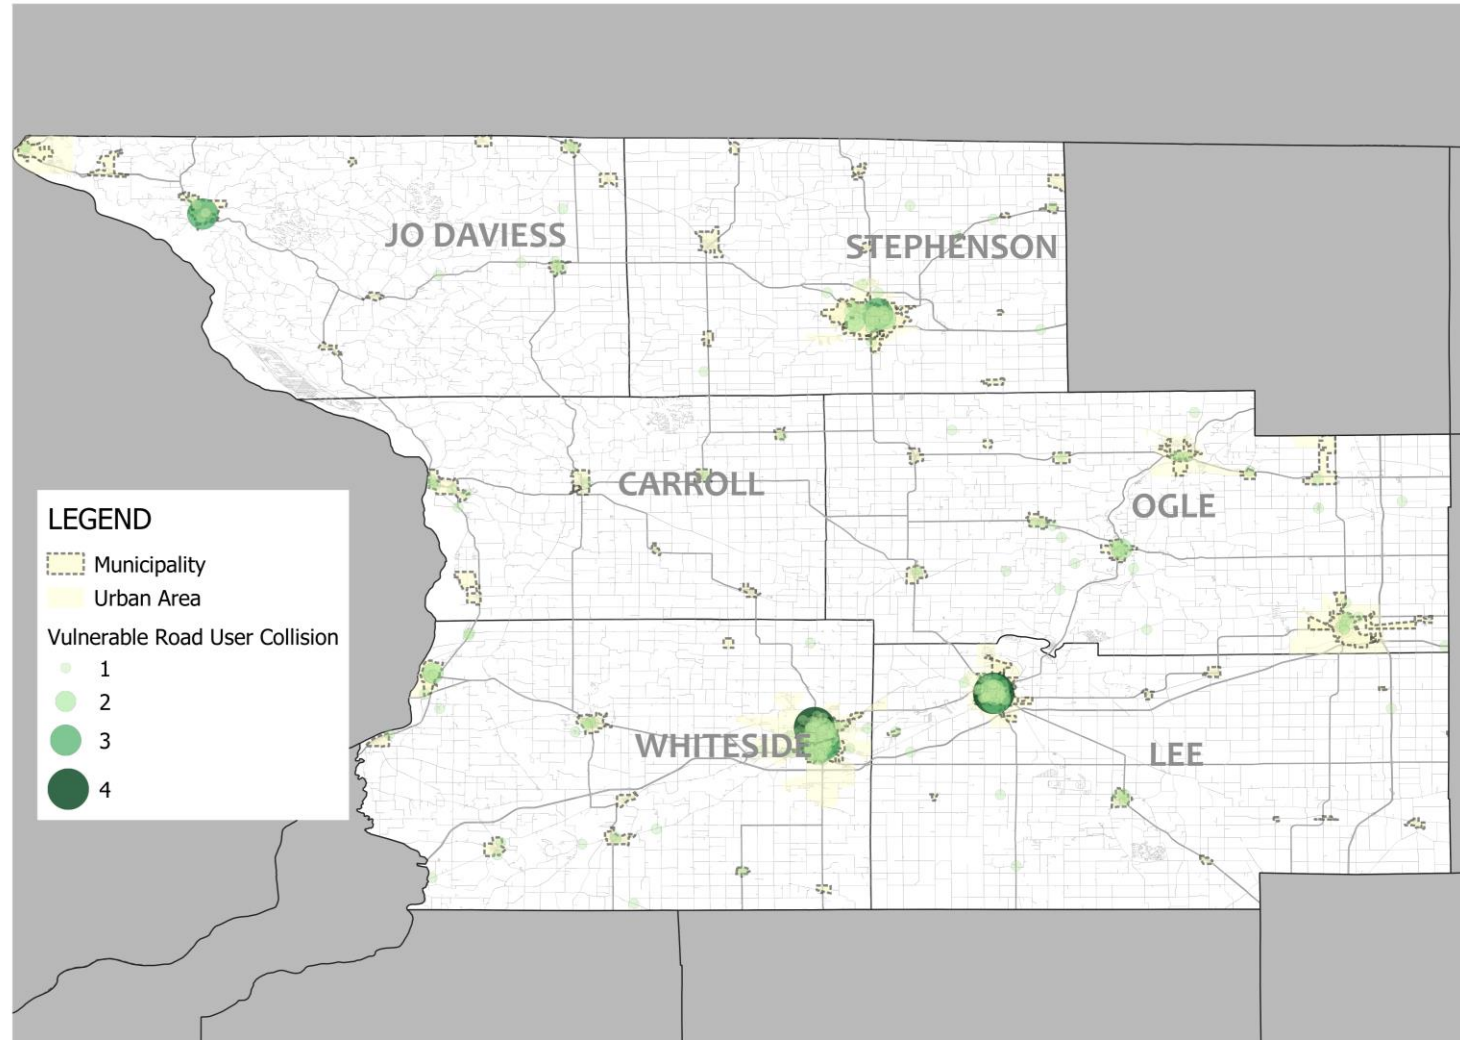 JO DAVIESS
STEPHENSON
CARROLL
OGLE
WHITESIDE
LEE
LEGEND
Municipality
Urban Area
Vulnerable Road User Collision
1
2
3
4